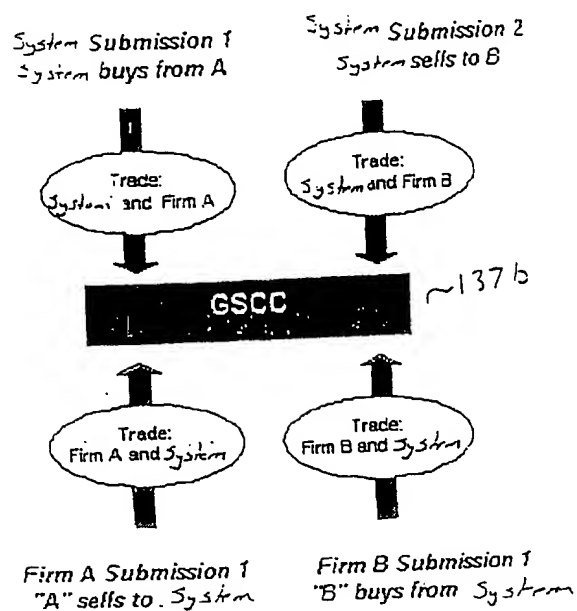 System Submission 1
System buys from A
System Submission 2
System sells to B
Trade:
System and Firm A
Trade:
System and Firm B
GSCC
~137b
Trade:
Firm A and System
Trade:
Firm B and System
Firm A Submission 1
"A" sells to. System
Firm B Submission 1
"B" buys from System